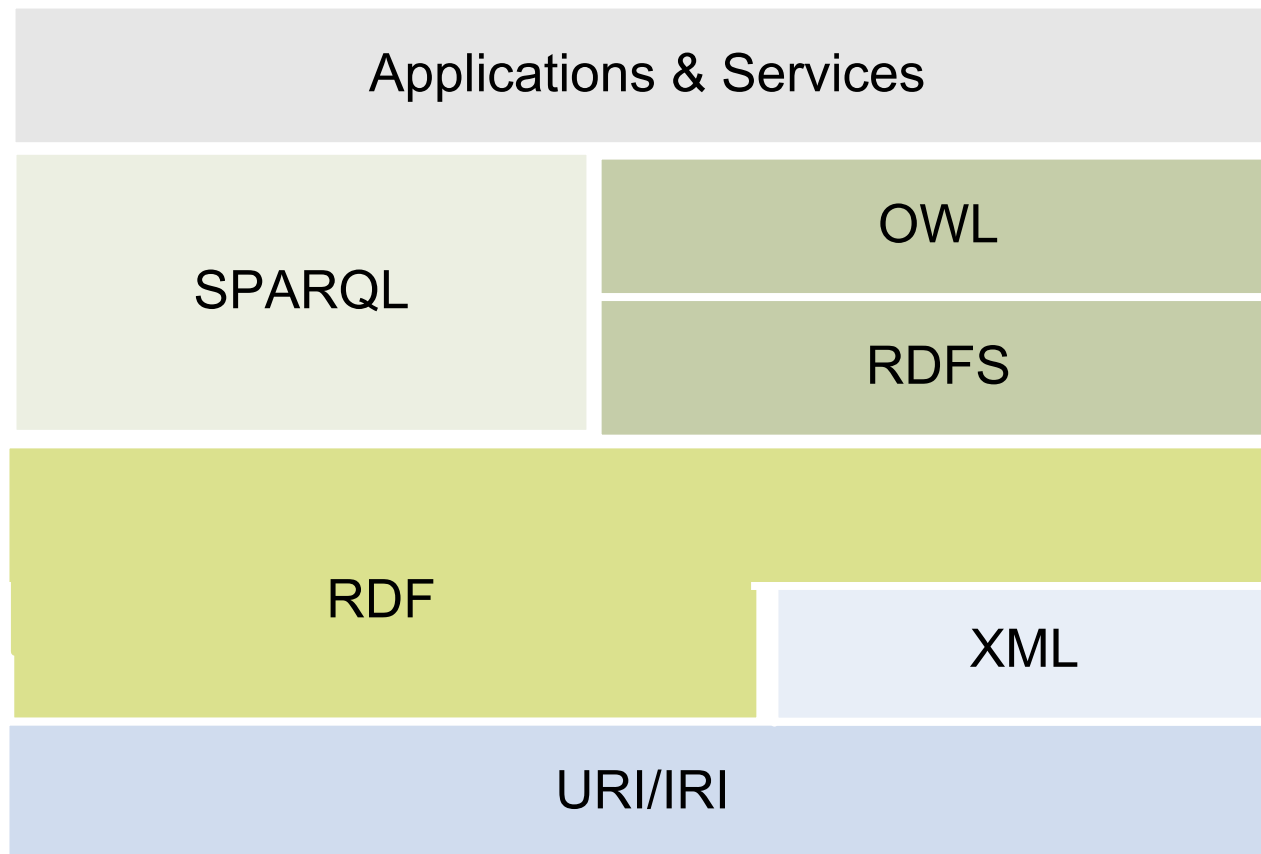 Applications & Services
SPARQL
OWL
RDFS
RDF
XML
URI/IRI